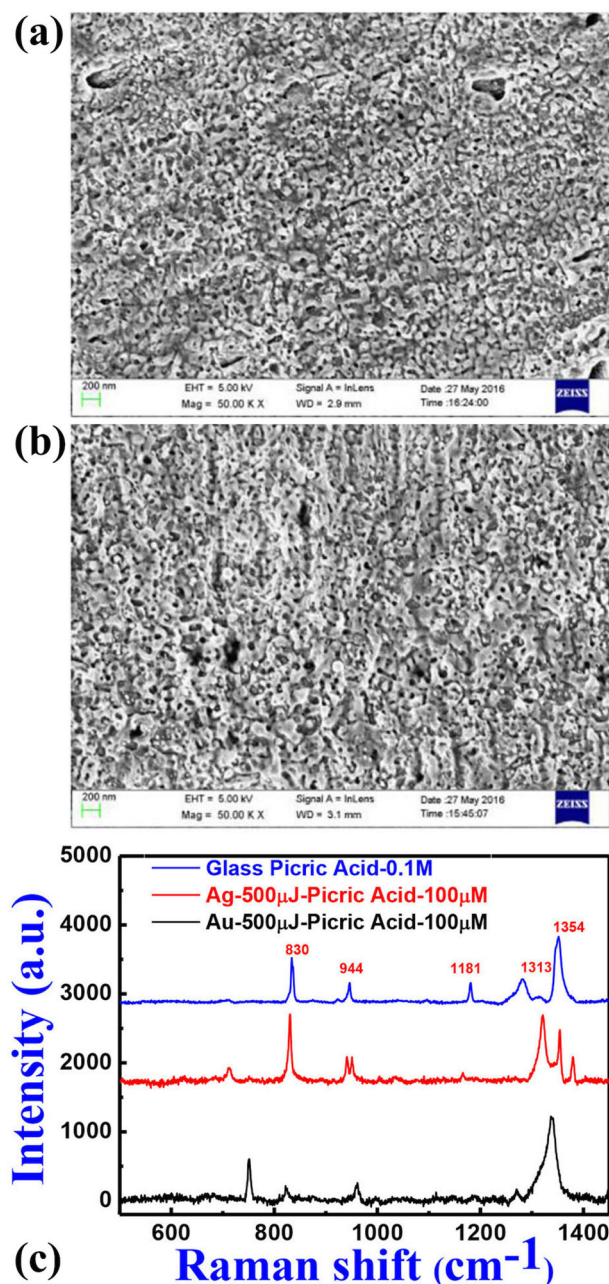 (a)
200 nm EHT = 5.00 kV Signal A = InLens Date :27 May 2016
Mag = 50.00 K X WD = 2.9 mm Time :16:24:00
ZEISS
(b)
200 nm EHT = 5.00 kV Signal A = InLens Date :27 May 2016
Mag = 50.00 K X WD = 3.1 mm Time :15:45:07
ZEISS
5000
4000
3000
2000
1000
0
Intensity (a.u.)
Glass Picric Acid-0.1M
Ag-500μJ-Picric Acid-100μM
Au-500μJ-Picric Acid-100μM
830
944
1181
1313
1354
600 800 1000 1200 1400
(c)
Raman shift (cm-1)